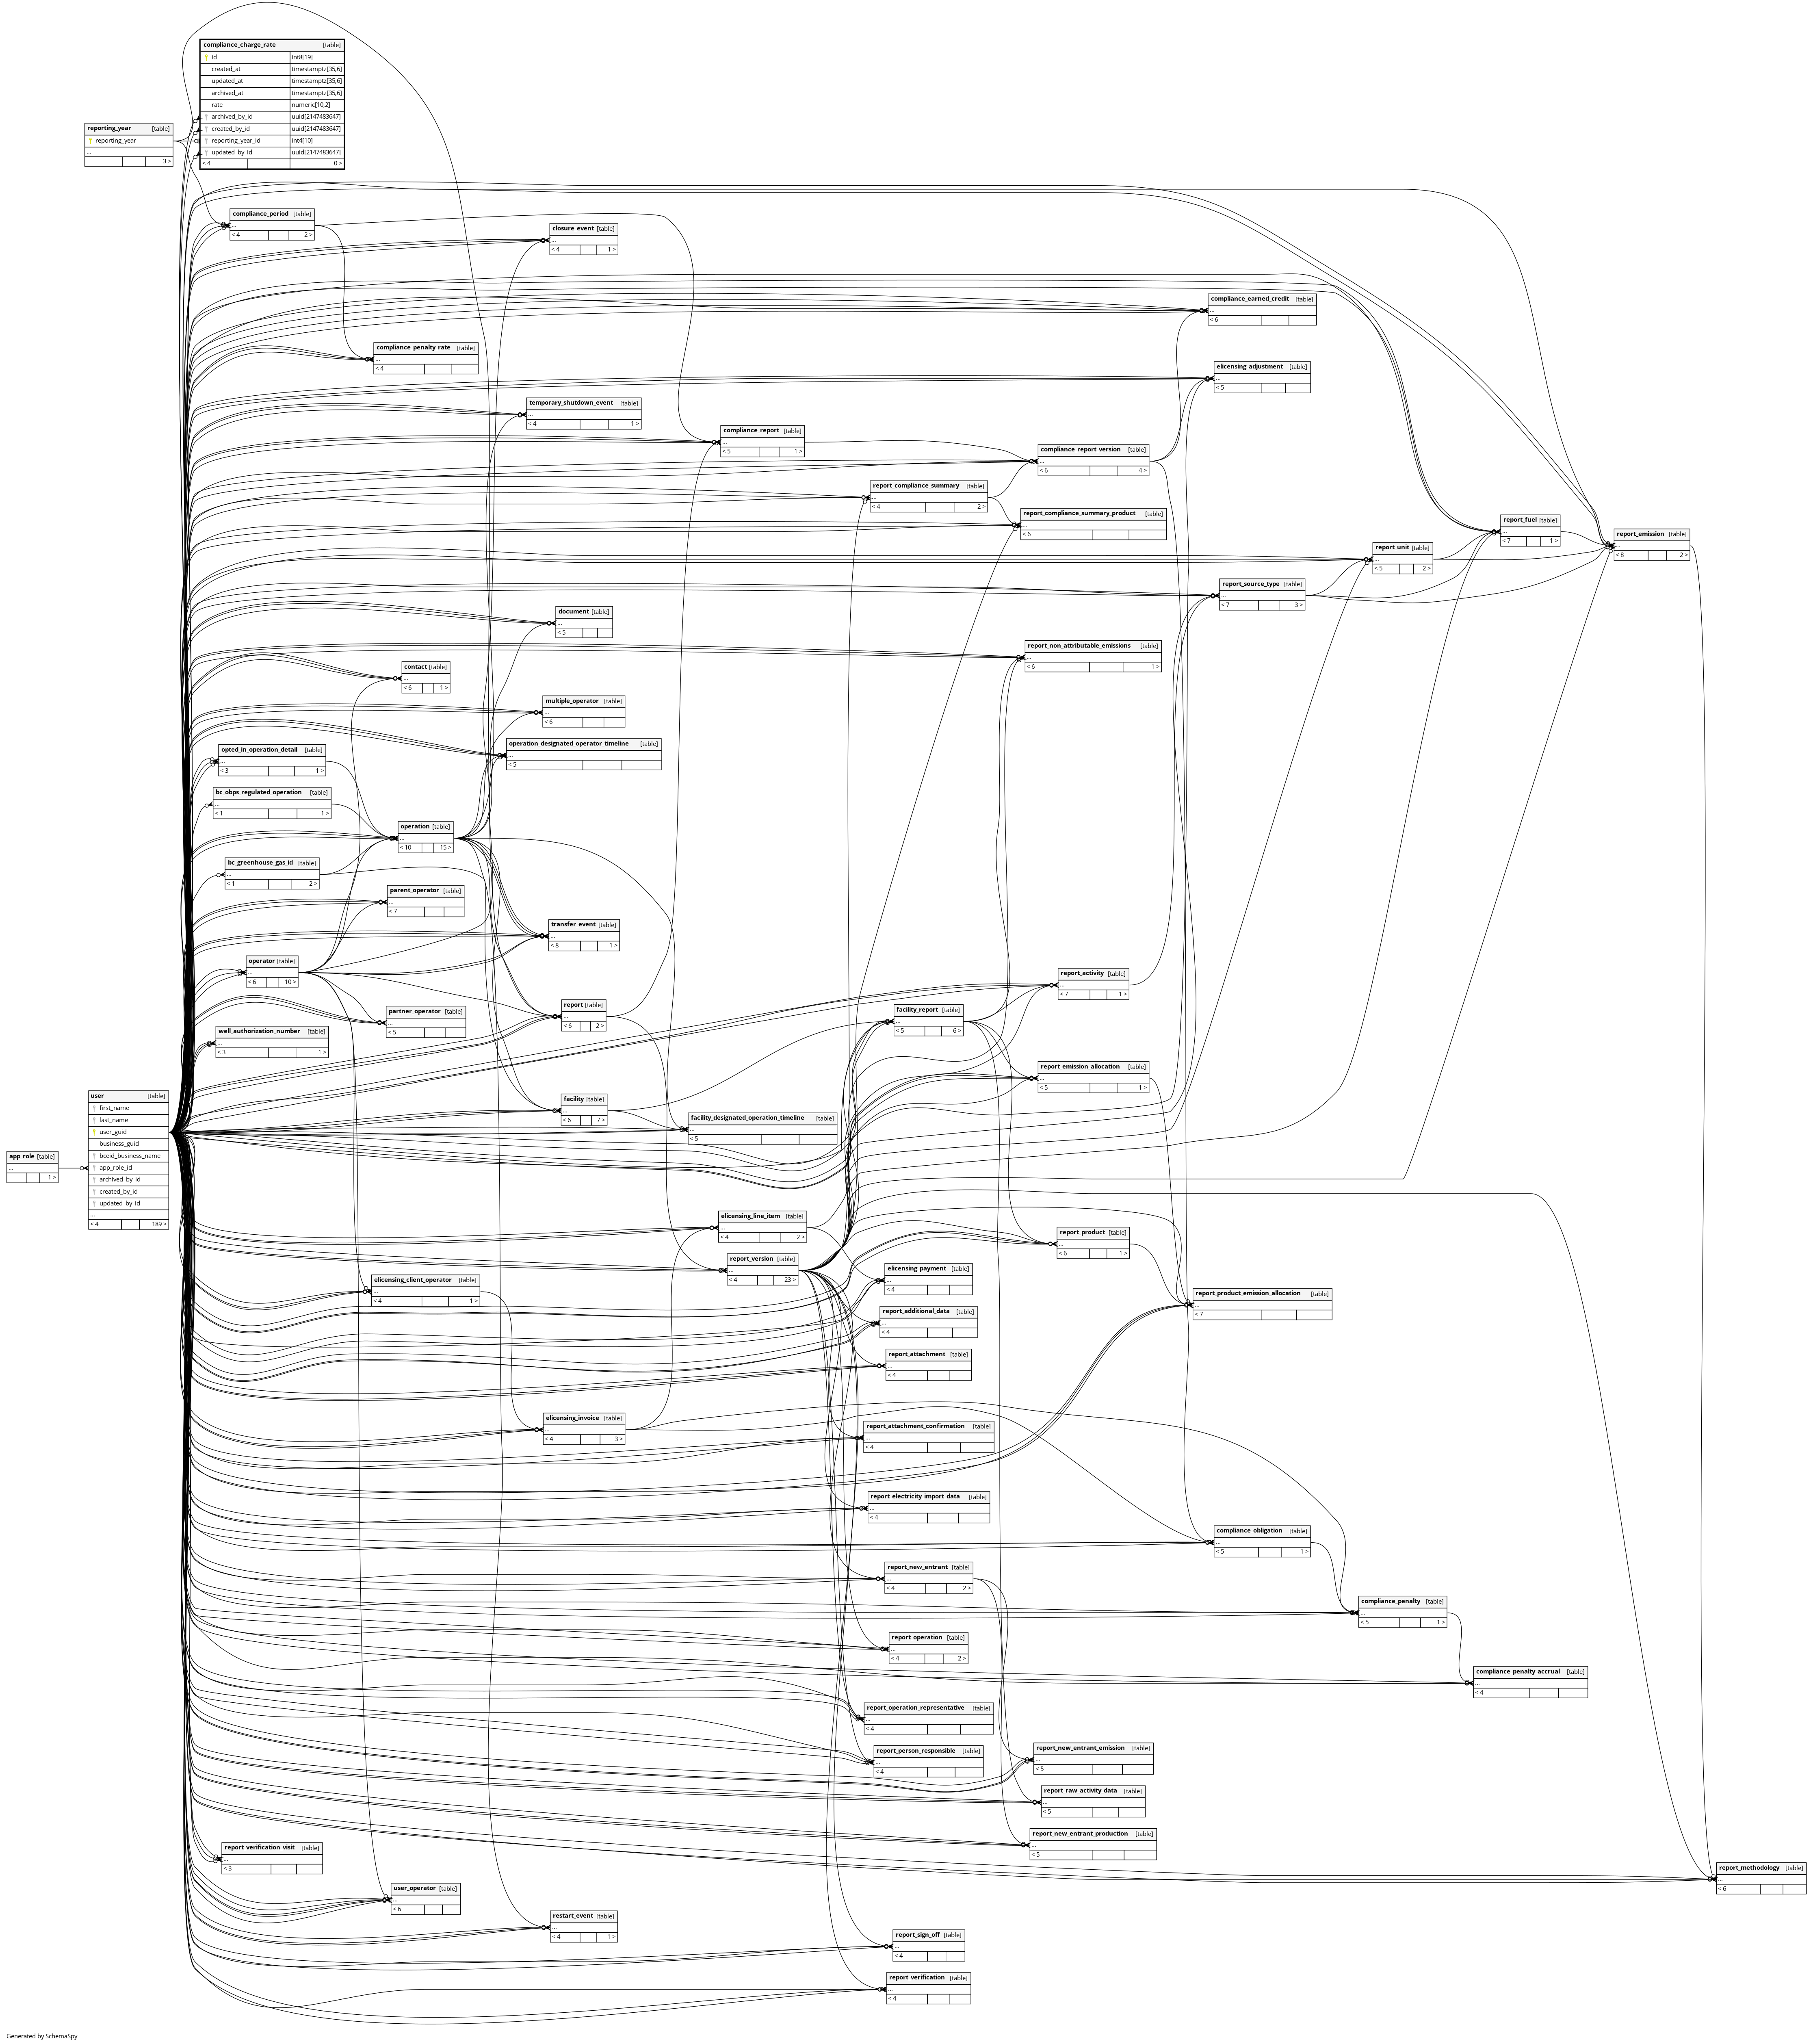 compliance_charge_rate [table]
id int8[19]
created_at timestamptz[35,6]
updated_at timestamptz[35,6]
archived_at timestamptz[35,6]
rate numeric[10,2]
archived_by_id uuid[2147483647]
created_by_id uuid[2147483647]
reporting_year_id int4[10]
updated_by_id uuid[2147483647]
< 4 0 >
reporting_year [table]
reporting_year
...
3 >
compliance_period [table]
...
< 4 2 >
closure_event [table]
...
< 4 1 >
compliance_earned_credit [table]
...
< 6
compliance_penalty_rate [table]
...
< 4
elicensing_adjustment [table]
...
< 5
temporary_shutdown_event [table]
...
< 4 1 >
compliance_report [table]
...
< 5 1 >
compliance_report_version [table]
...
< 6 4 >
report_compliance_summary [table]
...
< 4 2 >
report_compliance_summary_product [table]
...
< 6
report_fuel [table]
...
< 7 1 >
report_emission [table]
...
< 8 2 >
report_unit [table]
...
< 5 2 >
report_source_type [table]
...
< 7 3 >
document [table]
...
< 5
report_non_attributable_emissions [table]
...
< 6 1 >
contact [table]
...
< 6 1 >
multiple_operator [table]
...
< 6
operation_designated_operator_timeline [table]
...
< 5
opted_in_operation_detail [table]
...
< 3 1 >
bc_obps_regulated_operation [table]
...
< 1 1 >
operation [table]
...
< 10 15 >
bc_greenhouse_gas_id [table]
...
< 1 2 >
parent_operator [table]
...
< 7
transfer_event [table]
...
< 8 1 >
operator [table]
...
< 6 10 >
report_activity [table]
...
< 7 1 >
report [table]
...
< 6 2 >
partner_operator [table]
...
< 5
facility_report [table]
...
< 5 6 >
well_authorization_number [table]
...
< 3 1 >
report_emission_allocation [table]
...
< 5 1 >
user [table]
first_name
last_name
user_guid
business_guid
bceid_business_name
app_role_id
archived_by_id
created_by_id
updated_by_id
...
< 4 189 >
facility [table]
...
< 6 7 >
facility_designated_operation_timeline [table]
...
< 5
app_role [table]
...
1 >
elicensing_line_item [table]
...
< 4 2 >
report_product [table]
...
< 6 1 >
report_version [table]
...
< 4 23 >
elicensing_payment [table]
...
< 4
elicensing_client_operator [table]
...
< 4 1 >
report_product_emission_allocation [table]
...
< 7
report_additional_data [table]
...
< 4
report_attachment [table]
...
< 4
elicensing_invoice [table]
...
< 4 3 >
report_attachment_confirmation [table]
...
< 4
report_electricity_import_data [table]
...
< 4
compliance_obligation [table]
...
< 5 1 >
report_new_entrant [table]
...
< 4 2 >
compliance_penalty [table]
...
< 5 1 >
report_operation [table]
...
< 4 2 >
compliance_penalty_accrual [table]
...
< 4
report_operation_representative [table]
...
< 4
report_person_responsible [table]
...
< 4
report_new_entrant_emission [table]
...
< 5
report_raw_activity_data [table]
...
< 5
report_new_entrant_production [table]
...
< 5
report_verification_visit [table]
...
< 3
report_methodology [table]
...
< 6
user_operator [table]
...
< 6
restart_event [table]
...
< 4 1 >
report_sign_off [table]
...
< 4
report_verification [table]
...
< 4
Generated by SchemaSpy